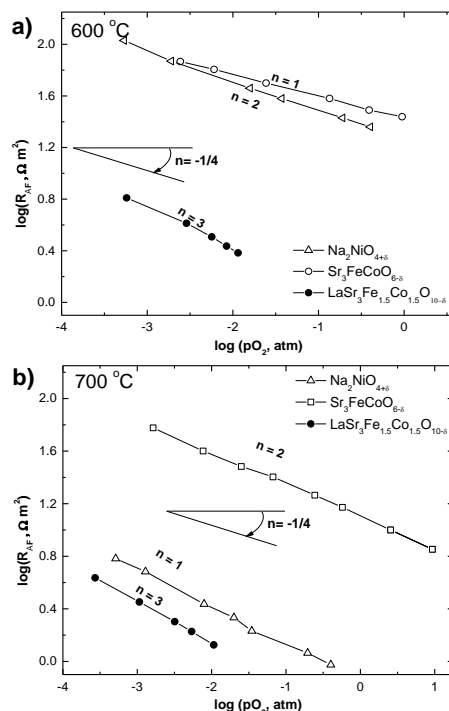 a)
600 °C
2.0
1.6
1.2
0.8
0.4
0.0
log(R_AF, Ω m²)
n = 1
n = 2
n= -1/4
n = 3
Na₂NiO₄₊δ
Sr₃FeCoO₆₋δ
LaSr₃Fe₁.₅Co₁.₅O₁₀₋δ
-4 -3 -2 -1 0 1
log (pO₂, atm)
b)
700 °C
2.0
1.6
1.2
0.8
0.4
0.0
log(R_AF, Ω m²)
Na₂NiO₄₊δ
Sr₃FeCoO₆₋δ
LaSr₃Fe₁.₅Co₁.₅O₁₀₋δ
n = 2
n= -1/4
n = 1
n = 3
-4 -3 -2 -1 0 1
log (pO₂, atm)